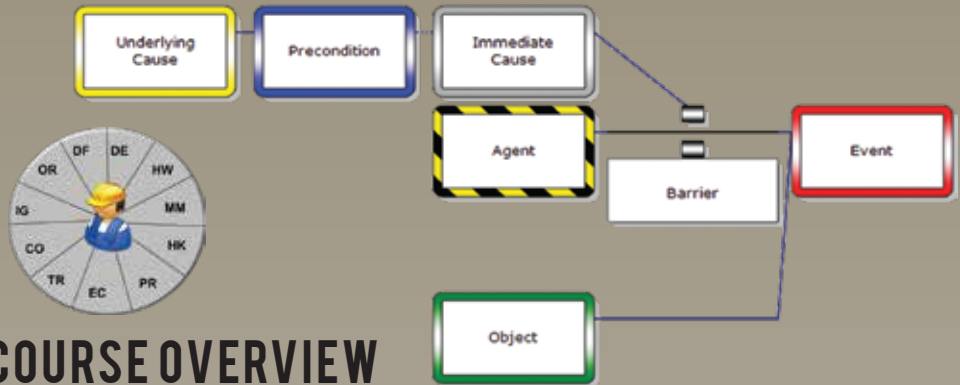 Underlying
Cause
Precondition
Immediate
Cause
Agent
Barrier
Event
Object
DF
DE
HW
MM
HK
PR
EC
TR
CO
IG
OR
COURSE OVERVIEW